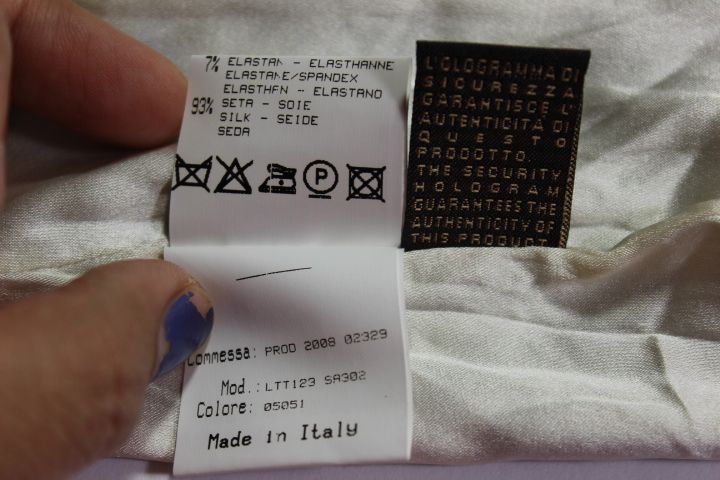 7% ELASTAN - ELASTHANNE
ELASTANE/SPANDEX
ELASTHEN - ELASTANO
93% SETA - SOIE
SILK - SEIDE
SEDA
P
Commessa: PROD 2008 02329
Mod.: LTT123 SA302
Colore: 05051
Made in Italy
L'OLOGRAMMA DI
SICUREZZA
GARANTISCE L'
AUTENTICITÀ DI
QUESTO
PRODOTTO.
THE SECURITY
HOLOGRAM
GUARANTEES THE
AUTHENTICITY OF
THIS PRODUCT